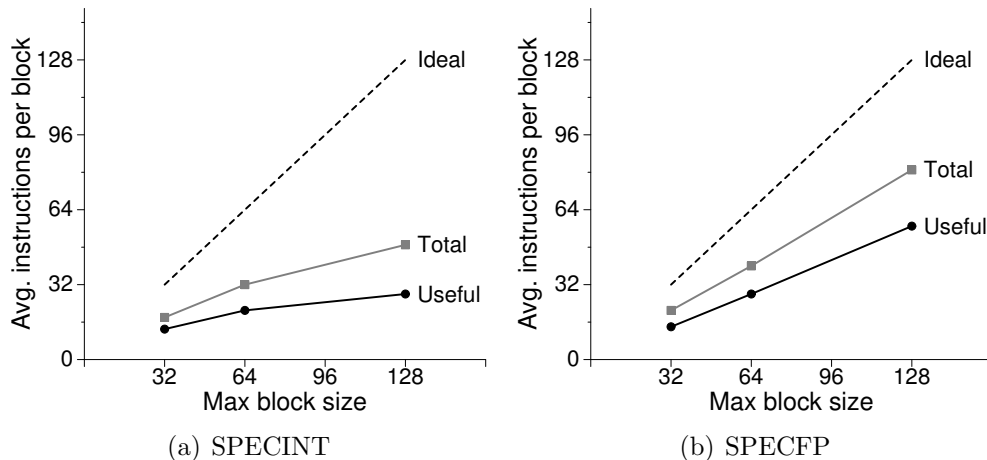 Avg. instructions per block
128
96
64
32
0
Ideal
Total
Useful
32 64 96 128
Max block size
(a) SPECINT
Avg. instructions per block
128
96
64
32
0
Ideal
Total
Useful
32 64 96 128
Max block size
(b) SPECFP